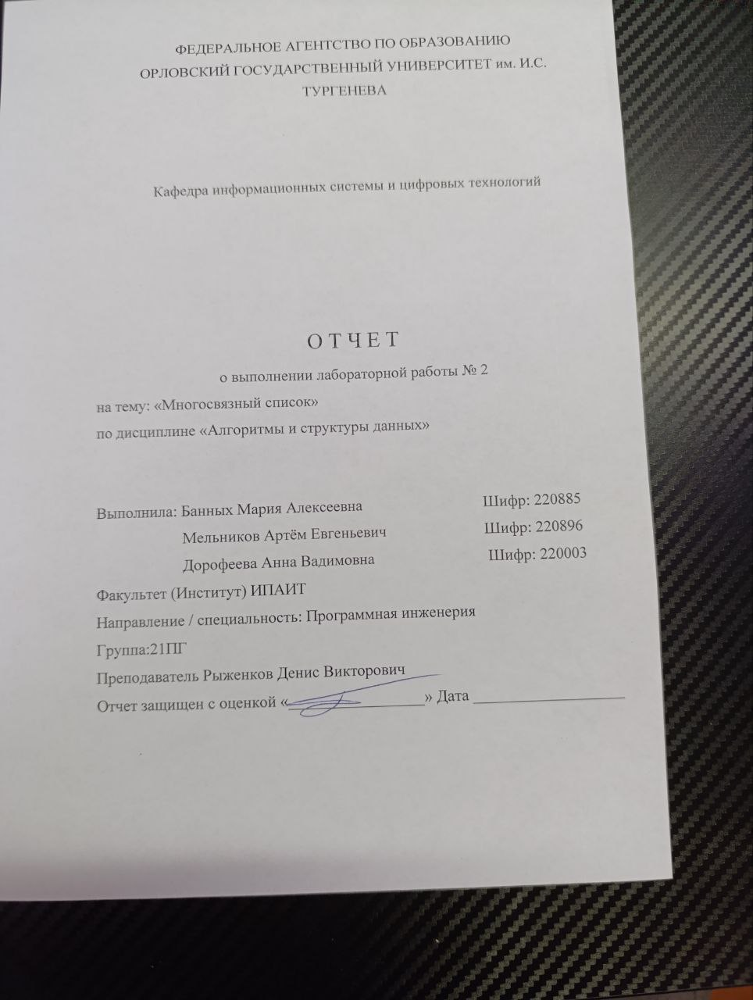 ФЕДЕРАЛЬНОЕ АГЕНТСТВО ПО ОБРАЗОВАНИЮ
ОРЛОВСКИЙ ГОСУДАРСТВЕННЫЙ УНИВЕРСИТЕТ им. И.С.
ТУРГЕНЕВА
Кафедра информационных системы и цифровых технологий
О Т Ч Е Т
о выполнении лабораторной работы № 2
на тему: «Многосвязный список»
по дисциплине «Алгоритмы и структуры данных»
Выполнила: Банных Мария Алексеевна Шифр: 220885
Мельников Артём Евгеньевич Шифр: 220896
Дорофеева Анна Вадимовна Шифр: 220003
Факультет (Институт) ИПАИТ
Направление / специальность: Программная инженерия
Группа:21ПГ
Преподаватель Рыженков Денис Викторович
Отчет защищен с оценкой «__________________» Дата ____________________